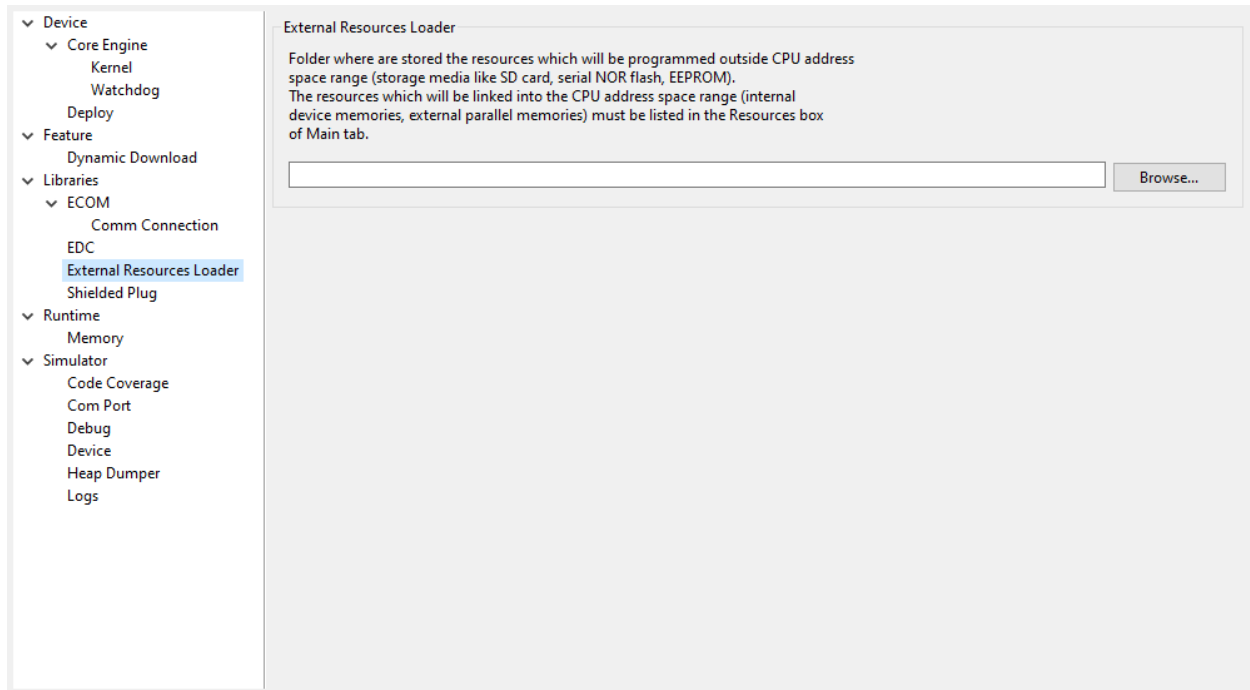 Device
Core Engine
Kernel
Watchdog
Deploy
Feature
Dynamic Download
Libraries
ECOM
Comm Connection
EDC
External Resources Loader
Shielded Plug
Runtime
Memory
Simulator
Code Coverage
Com Port
Debug
Device
Heap Dumper
Logs
External Resources Loader
Folder where are stored the resources which will be programmed outside CPU address
space range (storage media like SD card, serial NOR flash, EEPROM).
The resources which will be linked into the CPU address space range (internal
device memories, external parallel memories) must be listed in the Resources box
of Main tab.
Browse...